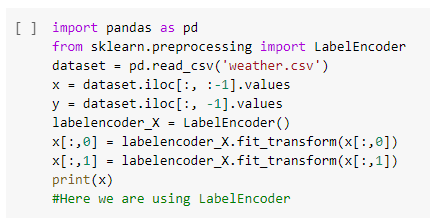 [ ] import pandas as pd
from sklearn.preprocessing import LabelEncoder
dataset = pd.read_csv('weather.csv')
x = dataset.iloc[:, :-1].values
y = dataset.iloc[:, -1].values
labelencoder_X = LabelEncoder()
x[:,0] = labelencoder_X.fit_transform(x[:,0])
x[:,1] = labelencoder_X.fit_transform(x[:,1])
print(x)
#Here we are using LabelEncoder